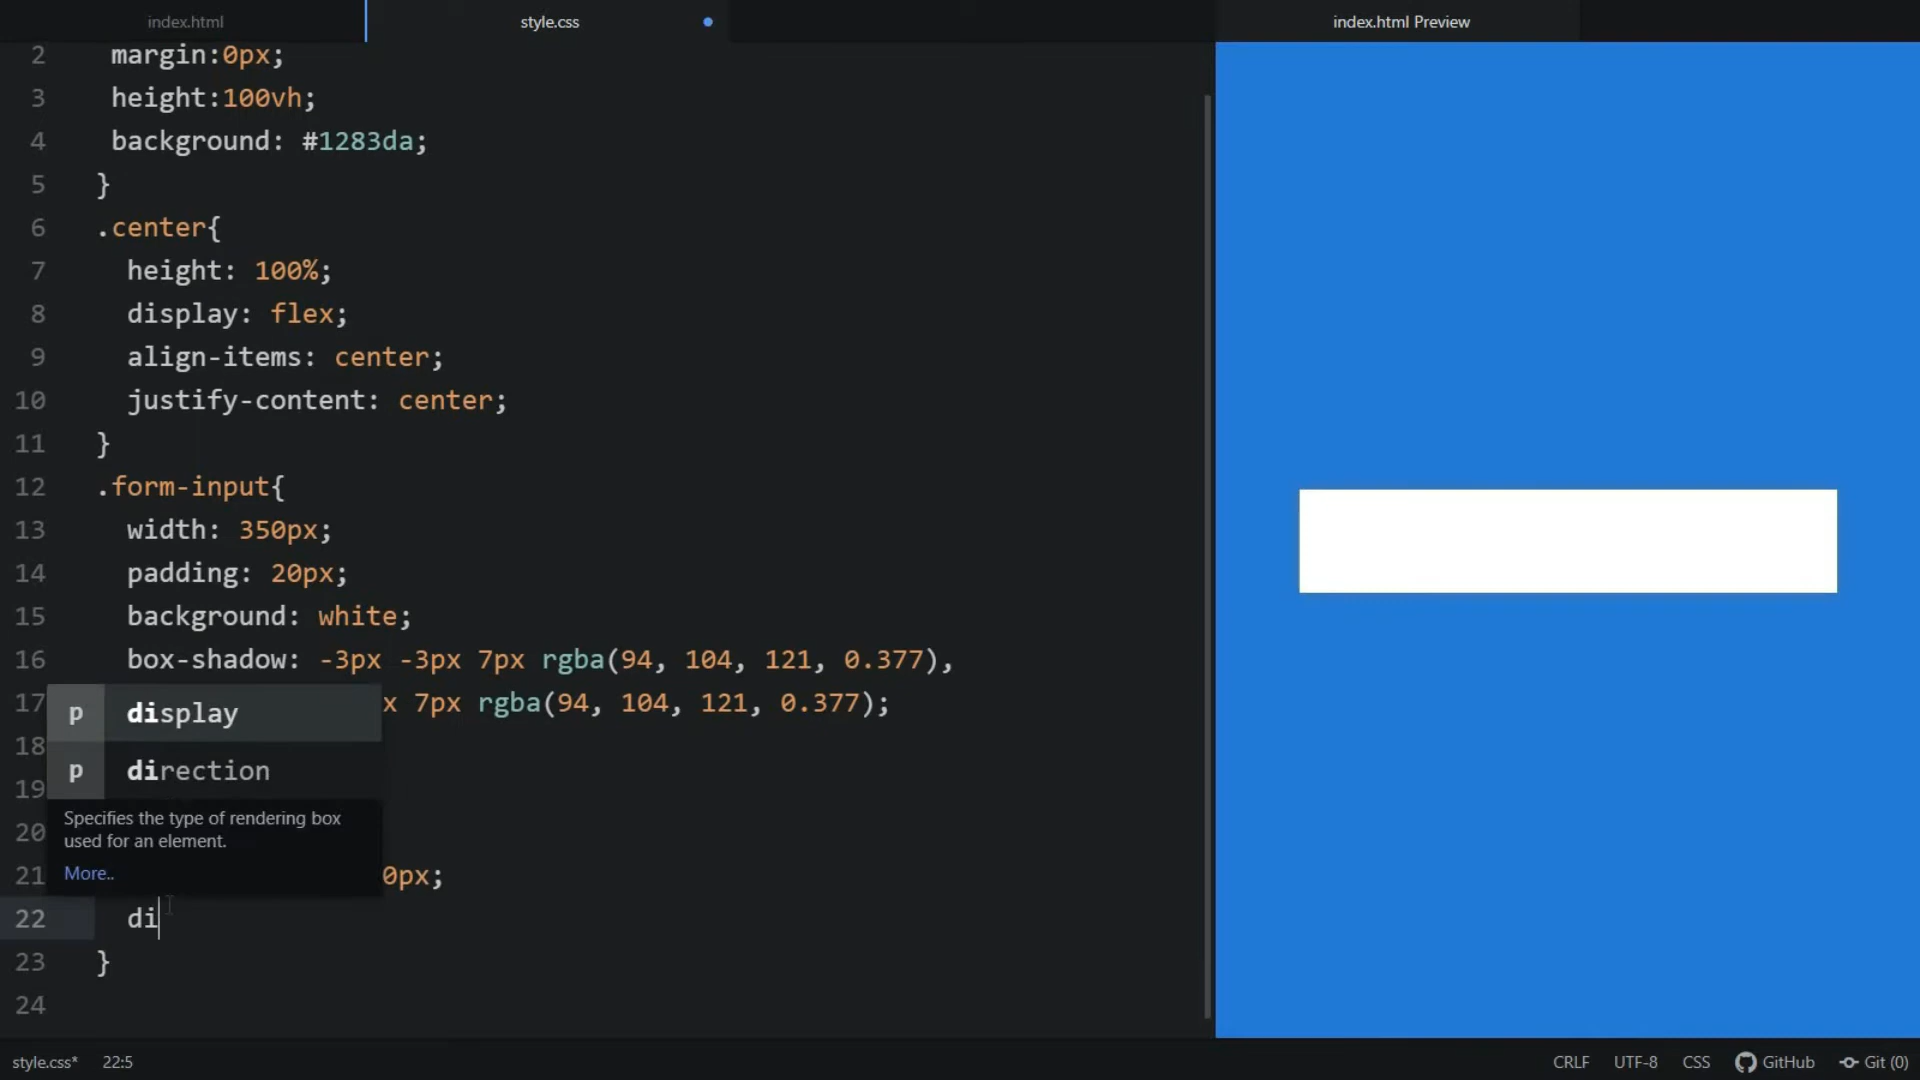 index.html
style.css
index.html Preview
2 margin:0px;
3 height:100vh;
4 background: #1283da;
5 }
6 .center{
7 height: 100%;
8 display: flex;
9 align-items: center;
10 justify-content: center;
11 }
12 .form-input{
13 width: 350px;
14 padding: 20px;
15 background: white;
16 box-shadow: -3px -3px 7px rgba(94, 104, 121, 0.377),
17 x 7px rgba(94, 104, 121, 0.377);
p display
18
p direction
19
Specifies the type of rendering box
20
used for an element.
21 0px;
More..
22 di
23 }
24
style.css* 22:5
CRLF UTF-8 CSS GitHub Git (0)